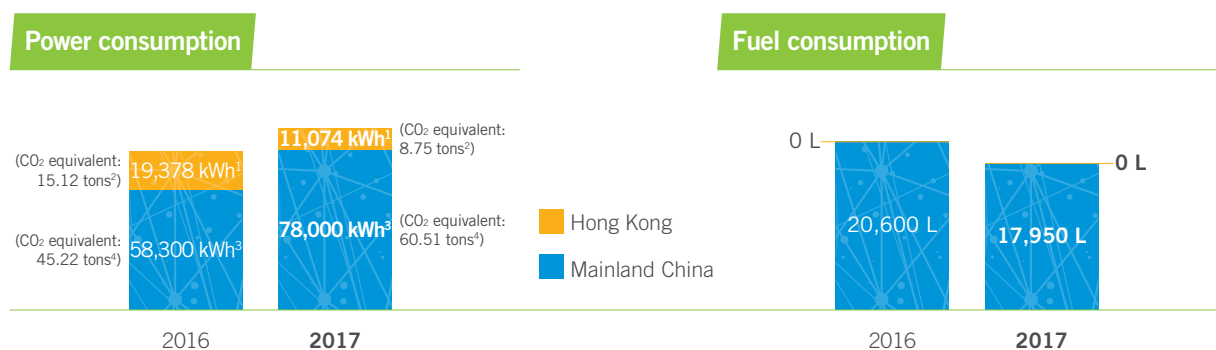 Power consumption
(CO₂ equivalent:
15.12 tons²)
19,378 kWh¹
(CO₂ equivalent:
45.22 tons⁴)
58,300 kWh³
11,074 kWh¹
(CO₂ equivalent:
8.75 tons²)
78,000 kWh³
(CO₂ equivalent:
60.51 tons⁴)
2016
2017
Hong Kong
Mainland China
Fuel consumption
0 L
20,600 L
0 L
17,950 L
2016
2017